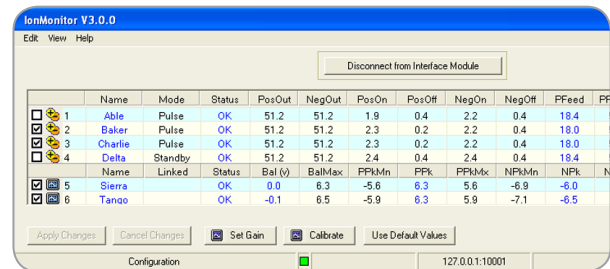 IonMonitor V3.0.0
Edit View Help
Disconnect from Interface Module
Name Mode Status PosOut NegOut PosOn PosOff NegOn NegOff PFeed
1 Able Pulse OK 51.2 51.2 1.9 0.4 2.2 0.4 18.4
2 Baker Pulse OK 51.2 51.2 2.3 0.2 2.2 0.4 18.0
3 Charlie Pulse OK 51.2 51.2 2.3 0.2 2.2 0.4 18.0
4 Delta Standby OK 51.2 51.2 2.4 0.4 2.4 0.4 18.4
Name Linked Status Bal (v) BalMax PPkMn PPk PPkMx NPkMn NPk
5 Sierra OK 0.0 6.3 -5.6 6.3 5.6 -6.9 -6.0
6 Tango OK -0.1 6.5 -5.9 6.3 5.9 -7.1 -6.5
Apply Changes Cancel Changes Set Gain Calibrate Use Default Values
Configuration 127.0.0.1:10001